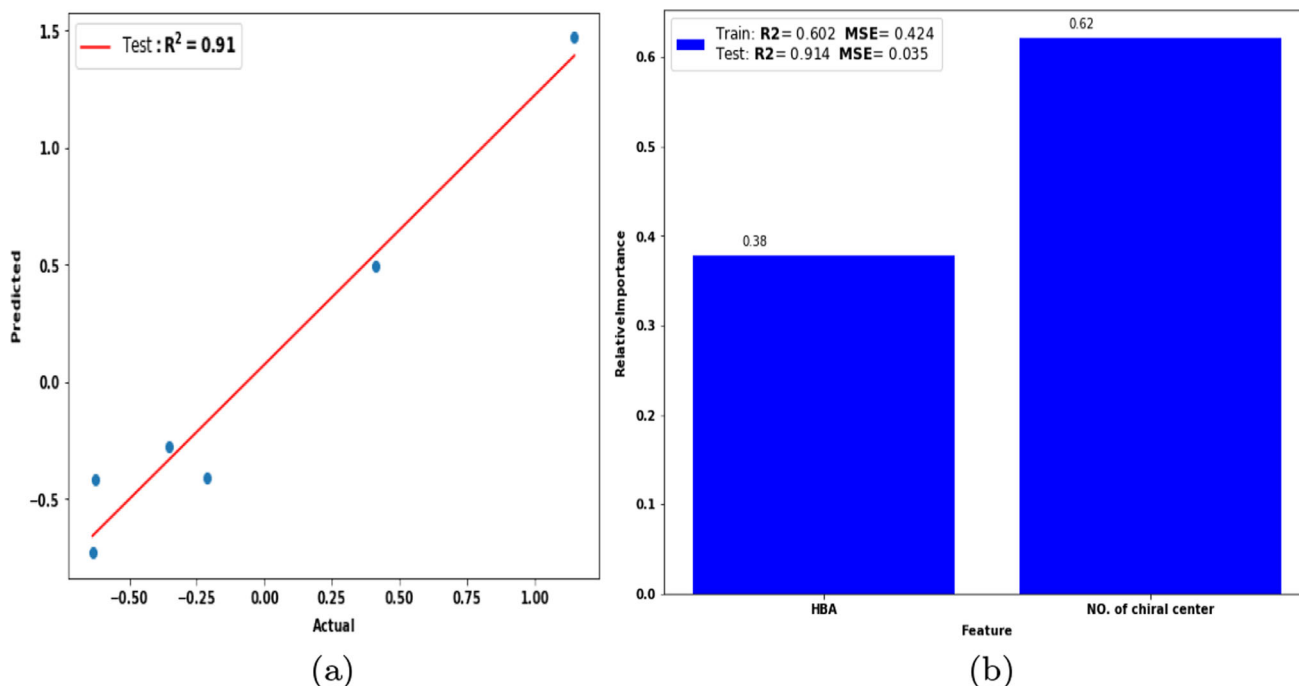 Test : R² = 0.91
1.5
1.0
0.5
0.0
−0.5
−0.50
−0.25
0.00
0.25
0.50
0.75
1.00
Predicted
Actual
(a)
Train: R2= 0.602 MSE= 0.424
Test: R2= 0.914 MSE= 0.035
0.62
0.38
0.6
0.5
0.4
0.3
0.2
0.1
0.0
RelativeImportance
HBA
NO. of chiral center
Feature
(b)